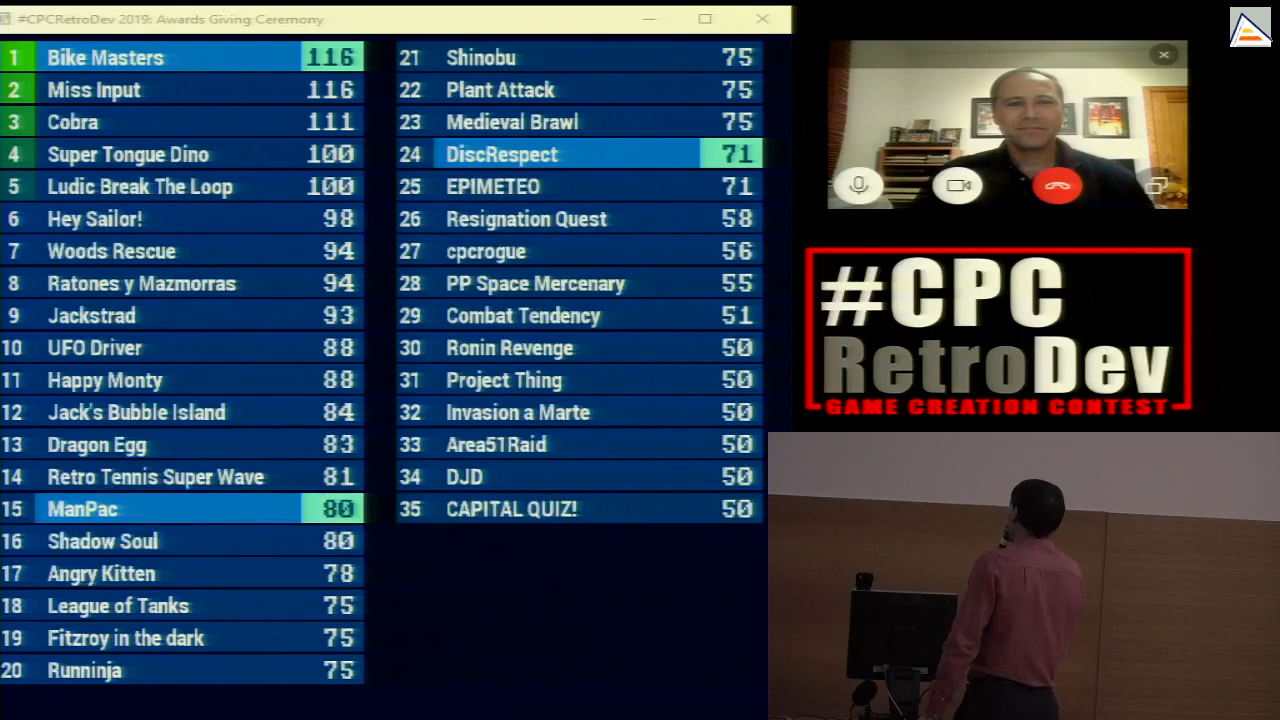 #CPCRetroDev 2019: Awards Giving Ceremony
1 Bike Masters 116
2 Miss Input 116
3 Cobra 111
4 Super Tongue Dino 100
5 Ludic Break The Loop 100
6 Hey Sailor! 98
7 Woods Rescue 94
8 Ratones y Mazmorras 94
9 Jackstrad 93
10 UFO Driver 88
11 Happy Monty 88
12 Jack's Bubble Island 84
13 Dragon Egg 83
14 Retro Tennis Super Wave 81
15 ManPac 80
16 Shadow Soul 80
17 Angry Kitten 78
18 League of Tanks 75
19 Fitzroy in the dark 75
20 Runninja 75
21 Shinobu 75
22 Plant Attack 75
23 Medieval Brawl 75
24 DiscRespect 71
25 EPIMETEO 71
26 Resignation Quest 58
27 cpcrogue 56
28 PP Space Mercenary 55
29 Combat Tendency 51
30 Ronin Revenge 50
31 Project Thing 50
32 Invasion a Marte 50
33 Area51Raid 50
34 DJD 50
35 CAPITAL QUIZ! 50
#CPC
RetroDev
GAME CREATION CONTEST